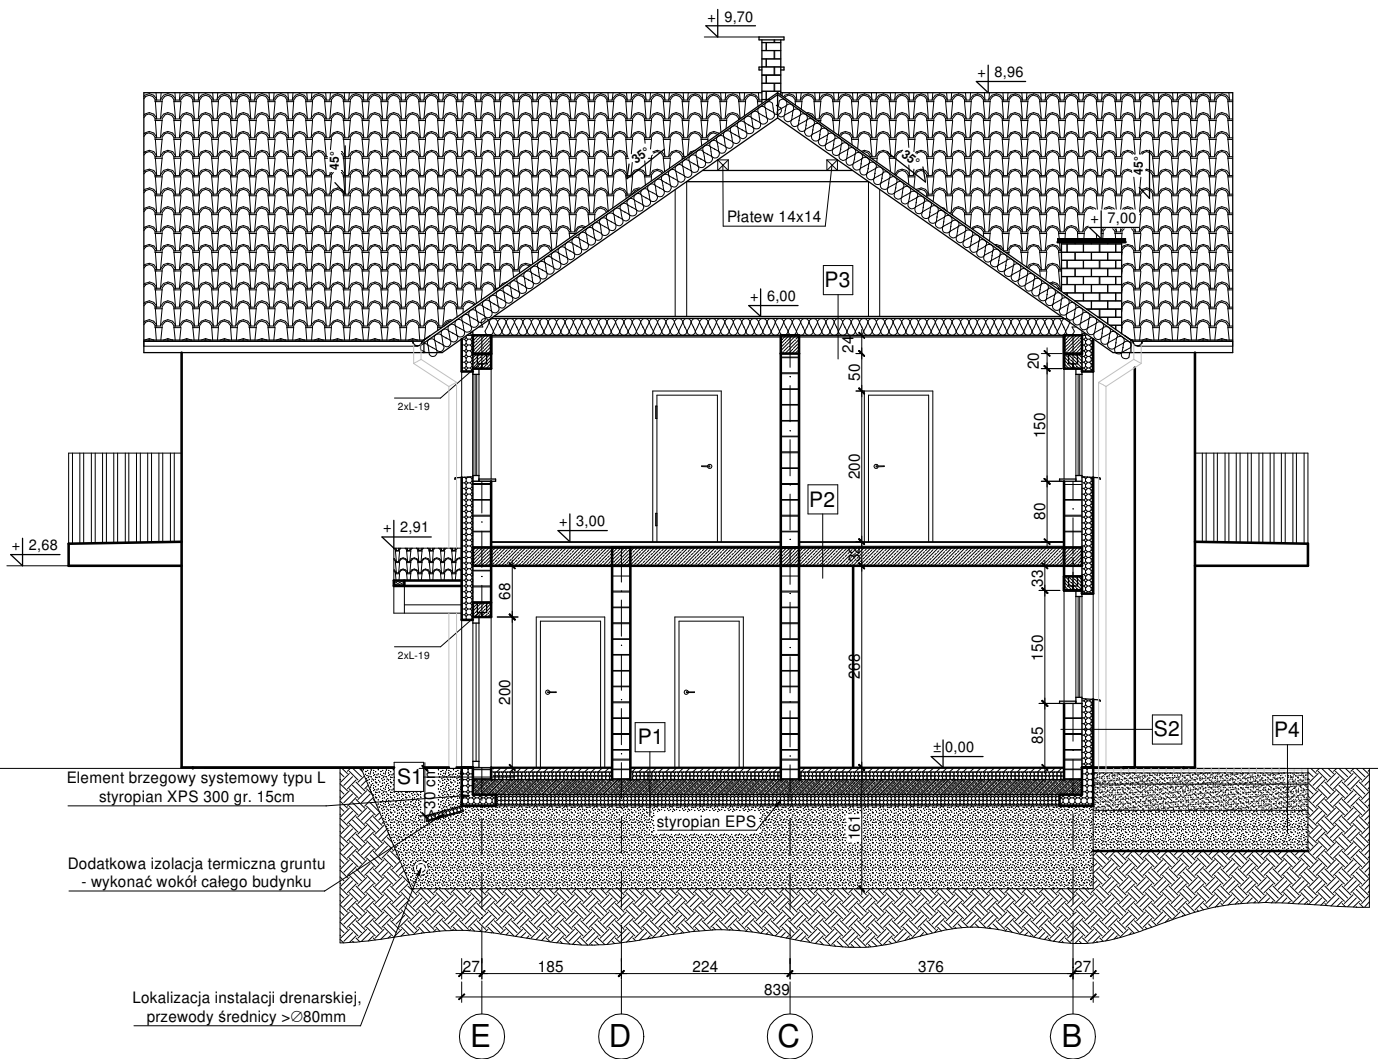 + 9,70
+ 8,96
45°
35°
35°
45°
Płatew 14x14
+ 7,00
P3
+ 6,00
24
50
20
2xL-19
150
200
P2
80
+ 3,00
+ 2,91
+ 2,68
32
33
68
2xL-19
150
268
200
85
P1
S2
P4
±0,00
S1
30 cm
Element brzegowy systemowy typu L
styropian XPS 300 gr. 15cm
styropian EPS
161
Dodatkowa izolacja termiczna gruntu
- wykonać wokół całego budynku
27
185
224
376
27
839
Lokalizacja instalacji drenarskiej,
przewody średnicy >∅80mm
E
D
C
B